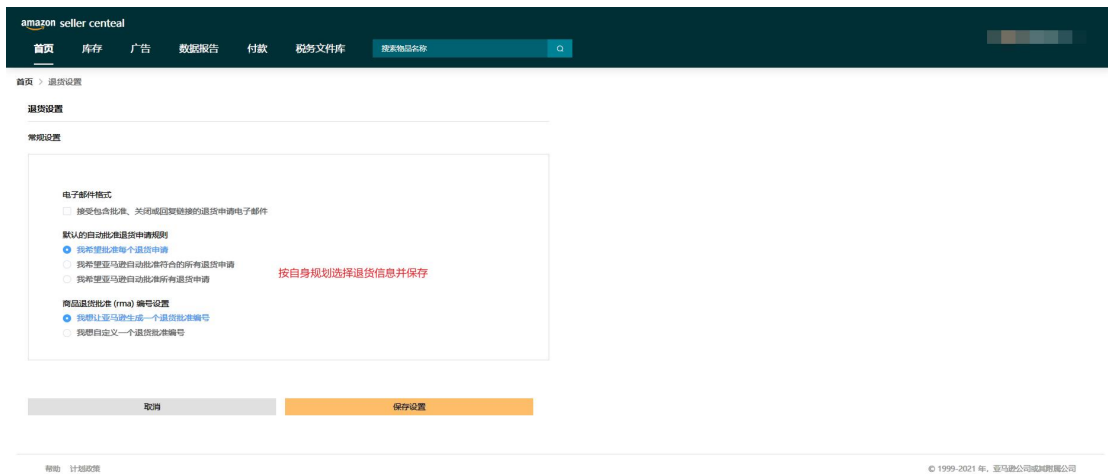 amazon seller centeal
首页 库存 广告 数据报告 付款 税务文件库 搜索物品名称
首页 > 退货设置
退货设置
常规设置
电子邮件格式
接受包含批准、关闭或回复链接的退货申请电子邮件
默认的自动批准退货申请规则
我希望批准每个退货申请
我希望亚马逊自动批准符合的所有退货申请
我希望亚马逊自动批准所有退货申请
按自身规划选择退货信息并保存
商品退货批准 (rma) 编号设置
我想让亚马逊生成一个退货批准编号
我想自定义一个退货批准编号
取消 保存设置
帮助 计划政策 © 1999-2021 年, 亚马逊公司或其附属公司